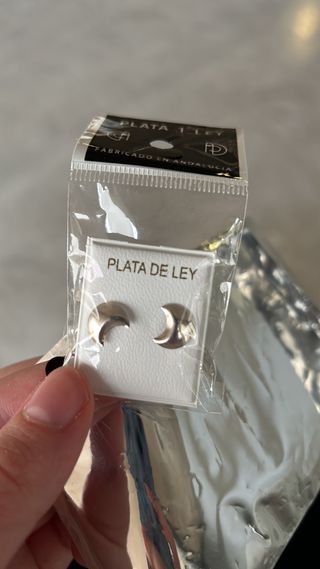 PLATA 1ª LEY
FABRICADO EN ANDALUCÍA
PLATA DE LEY